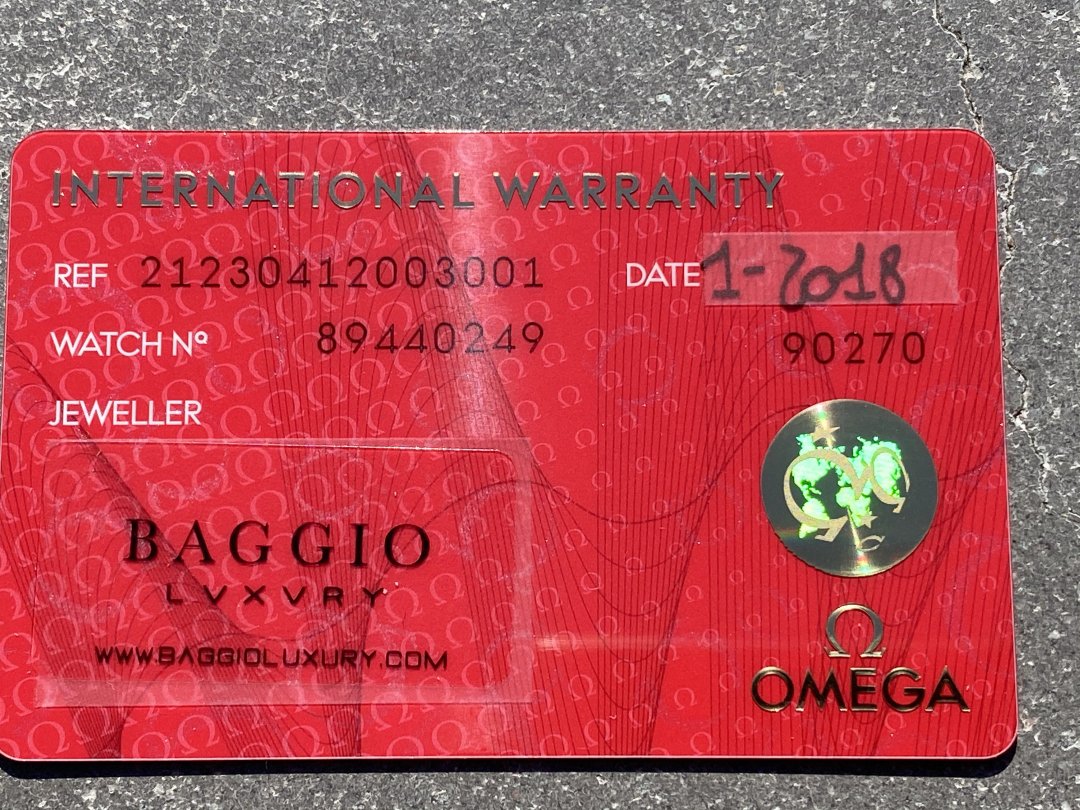 INTERNATIONAL WARRANTY
REF 21230412003001
DATE 1-2018
WATCH Nº 89440249
90270
JEWELLER
BAGGIO
LVXVRY
WWW.BAGGIOLUXURY.COM
Ω
OMEGA